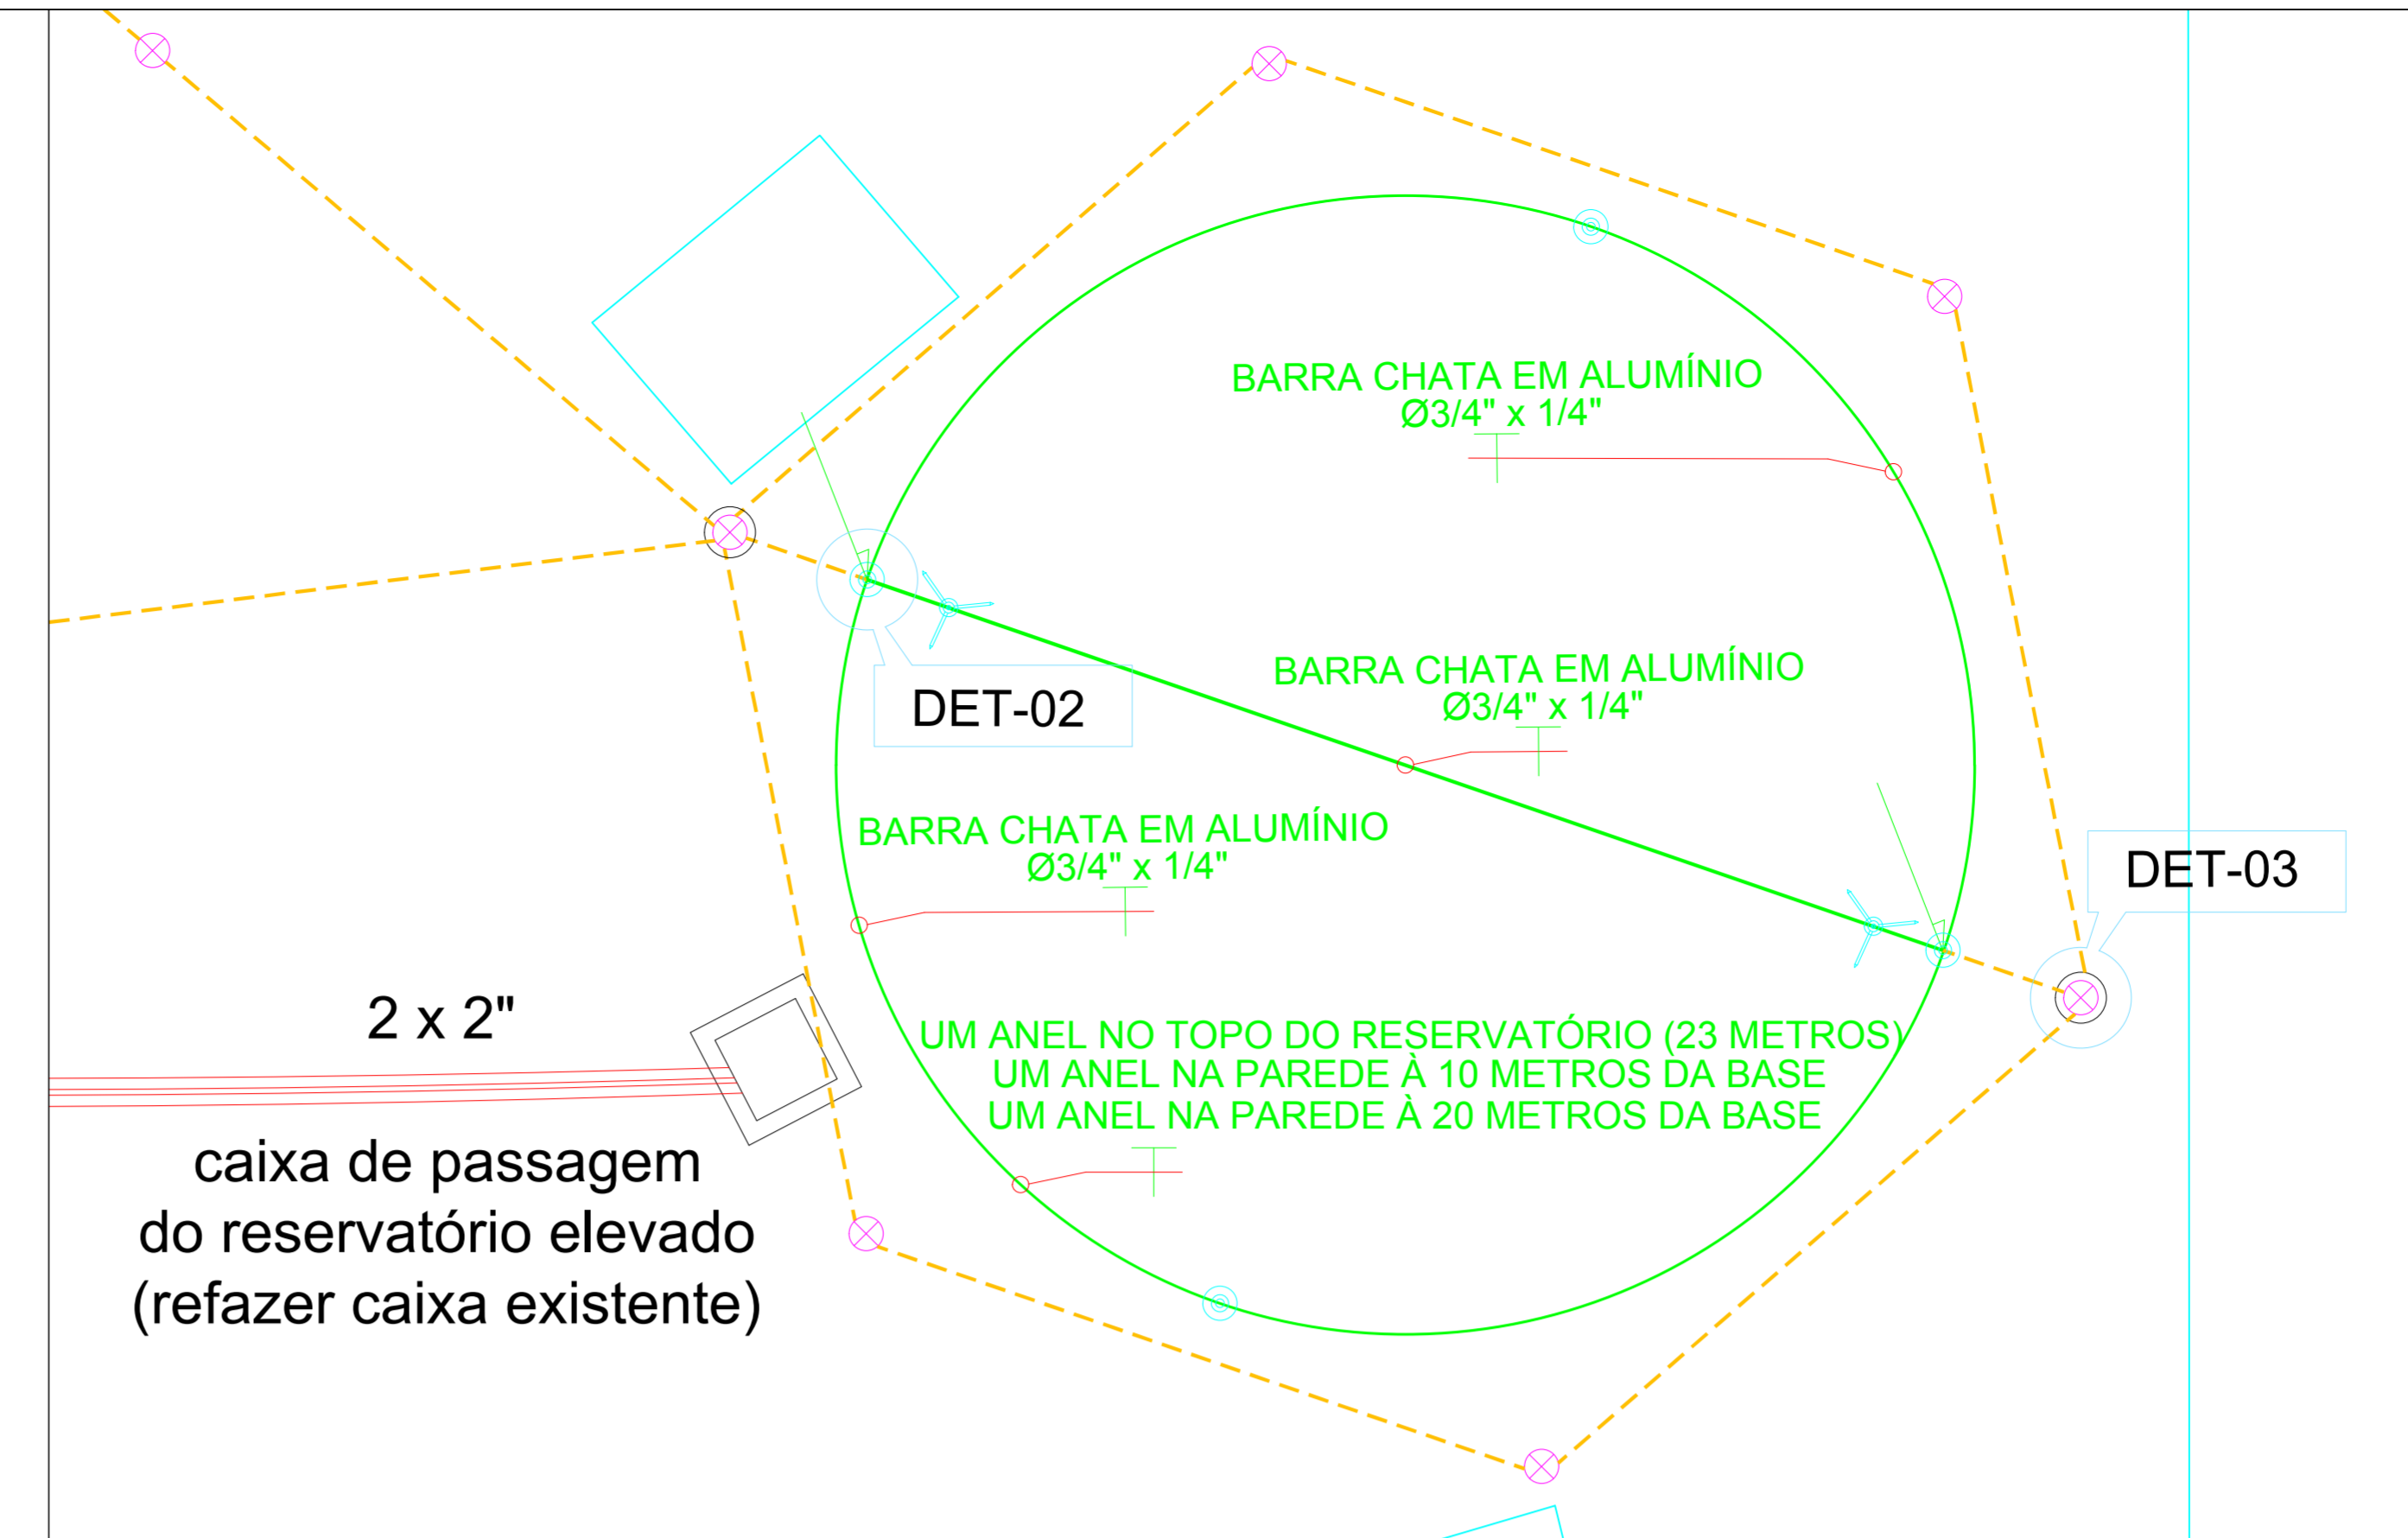 BARRA CHATA EM ALUMÍNIO
Ø3/4" x 1/4"
BARRA CHATA EM ALUMÍNIO
Ø3/4" x 1/4"
DET-02
BARRA CHATA EM ALUMÍNIO
Ø3/4" x 1/4"
DET-03
2 x 2"
UM ANEL NO TOPO DO RESERVATÓRIO (23 METROS)
UM ANEL NA PAREDE À 10 METROS DA BASE
UM ANEL NA PAREDE À 20 METROS DA BASE
caixa de passagem
do reservatório elevado
(refazer caixa existente)